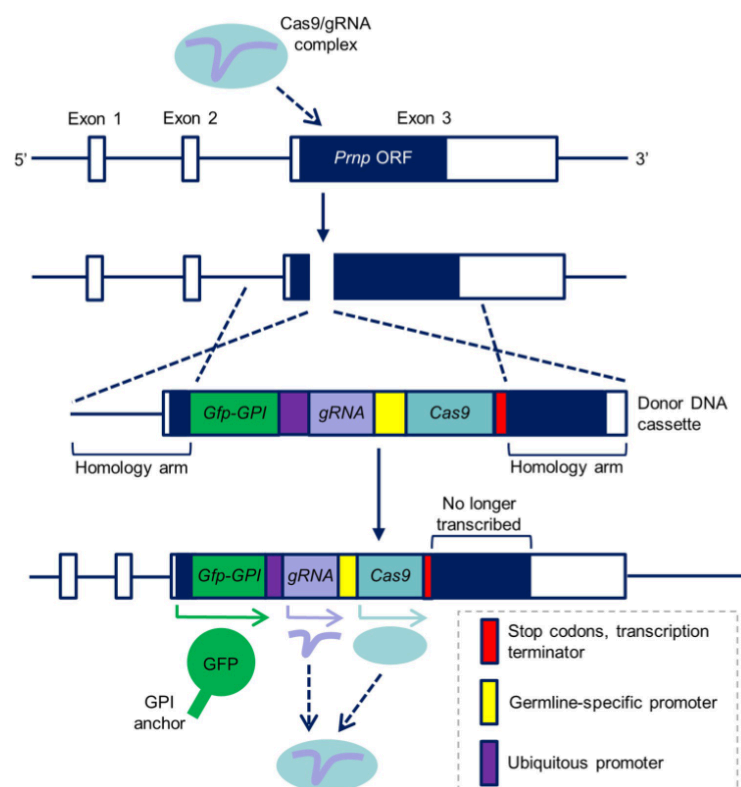 Cas9/gRNA
complex
Exon 1
Exon 2
Exon 3
5’
Prnp ORF
3’
Gfp-GPI
gRNA
Cas9
Donor DNA
cassette
Homology arm
Homology arm
No longer
transcribed
Gfp-GPI
gRNA
Cas9
GFP
GPI
anchor
Stop codons, transcription
terminator
Germline-specific promoter
Ubiquitous promoter